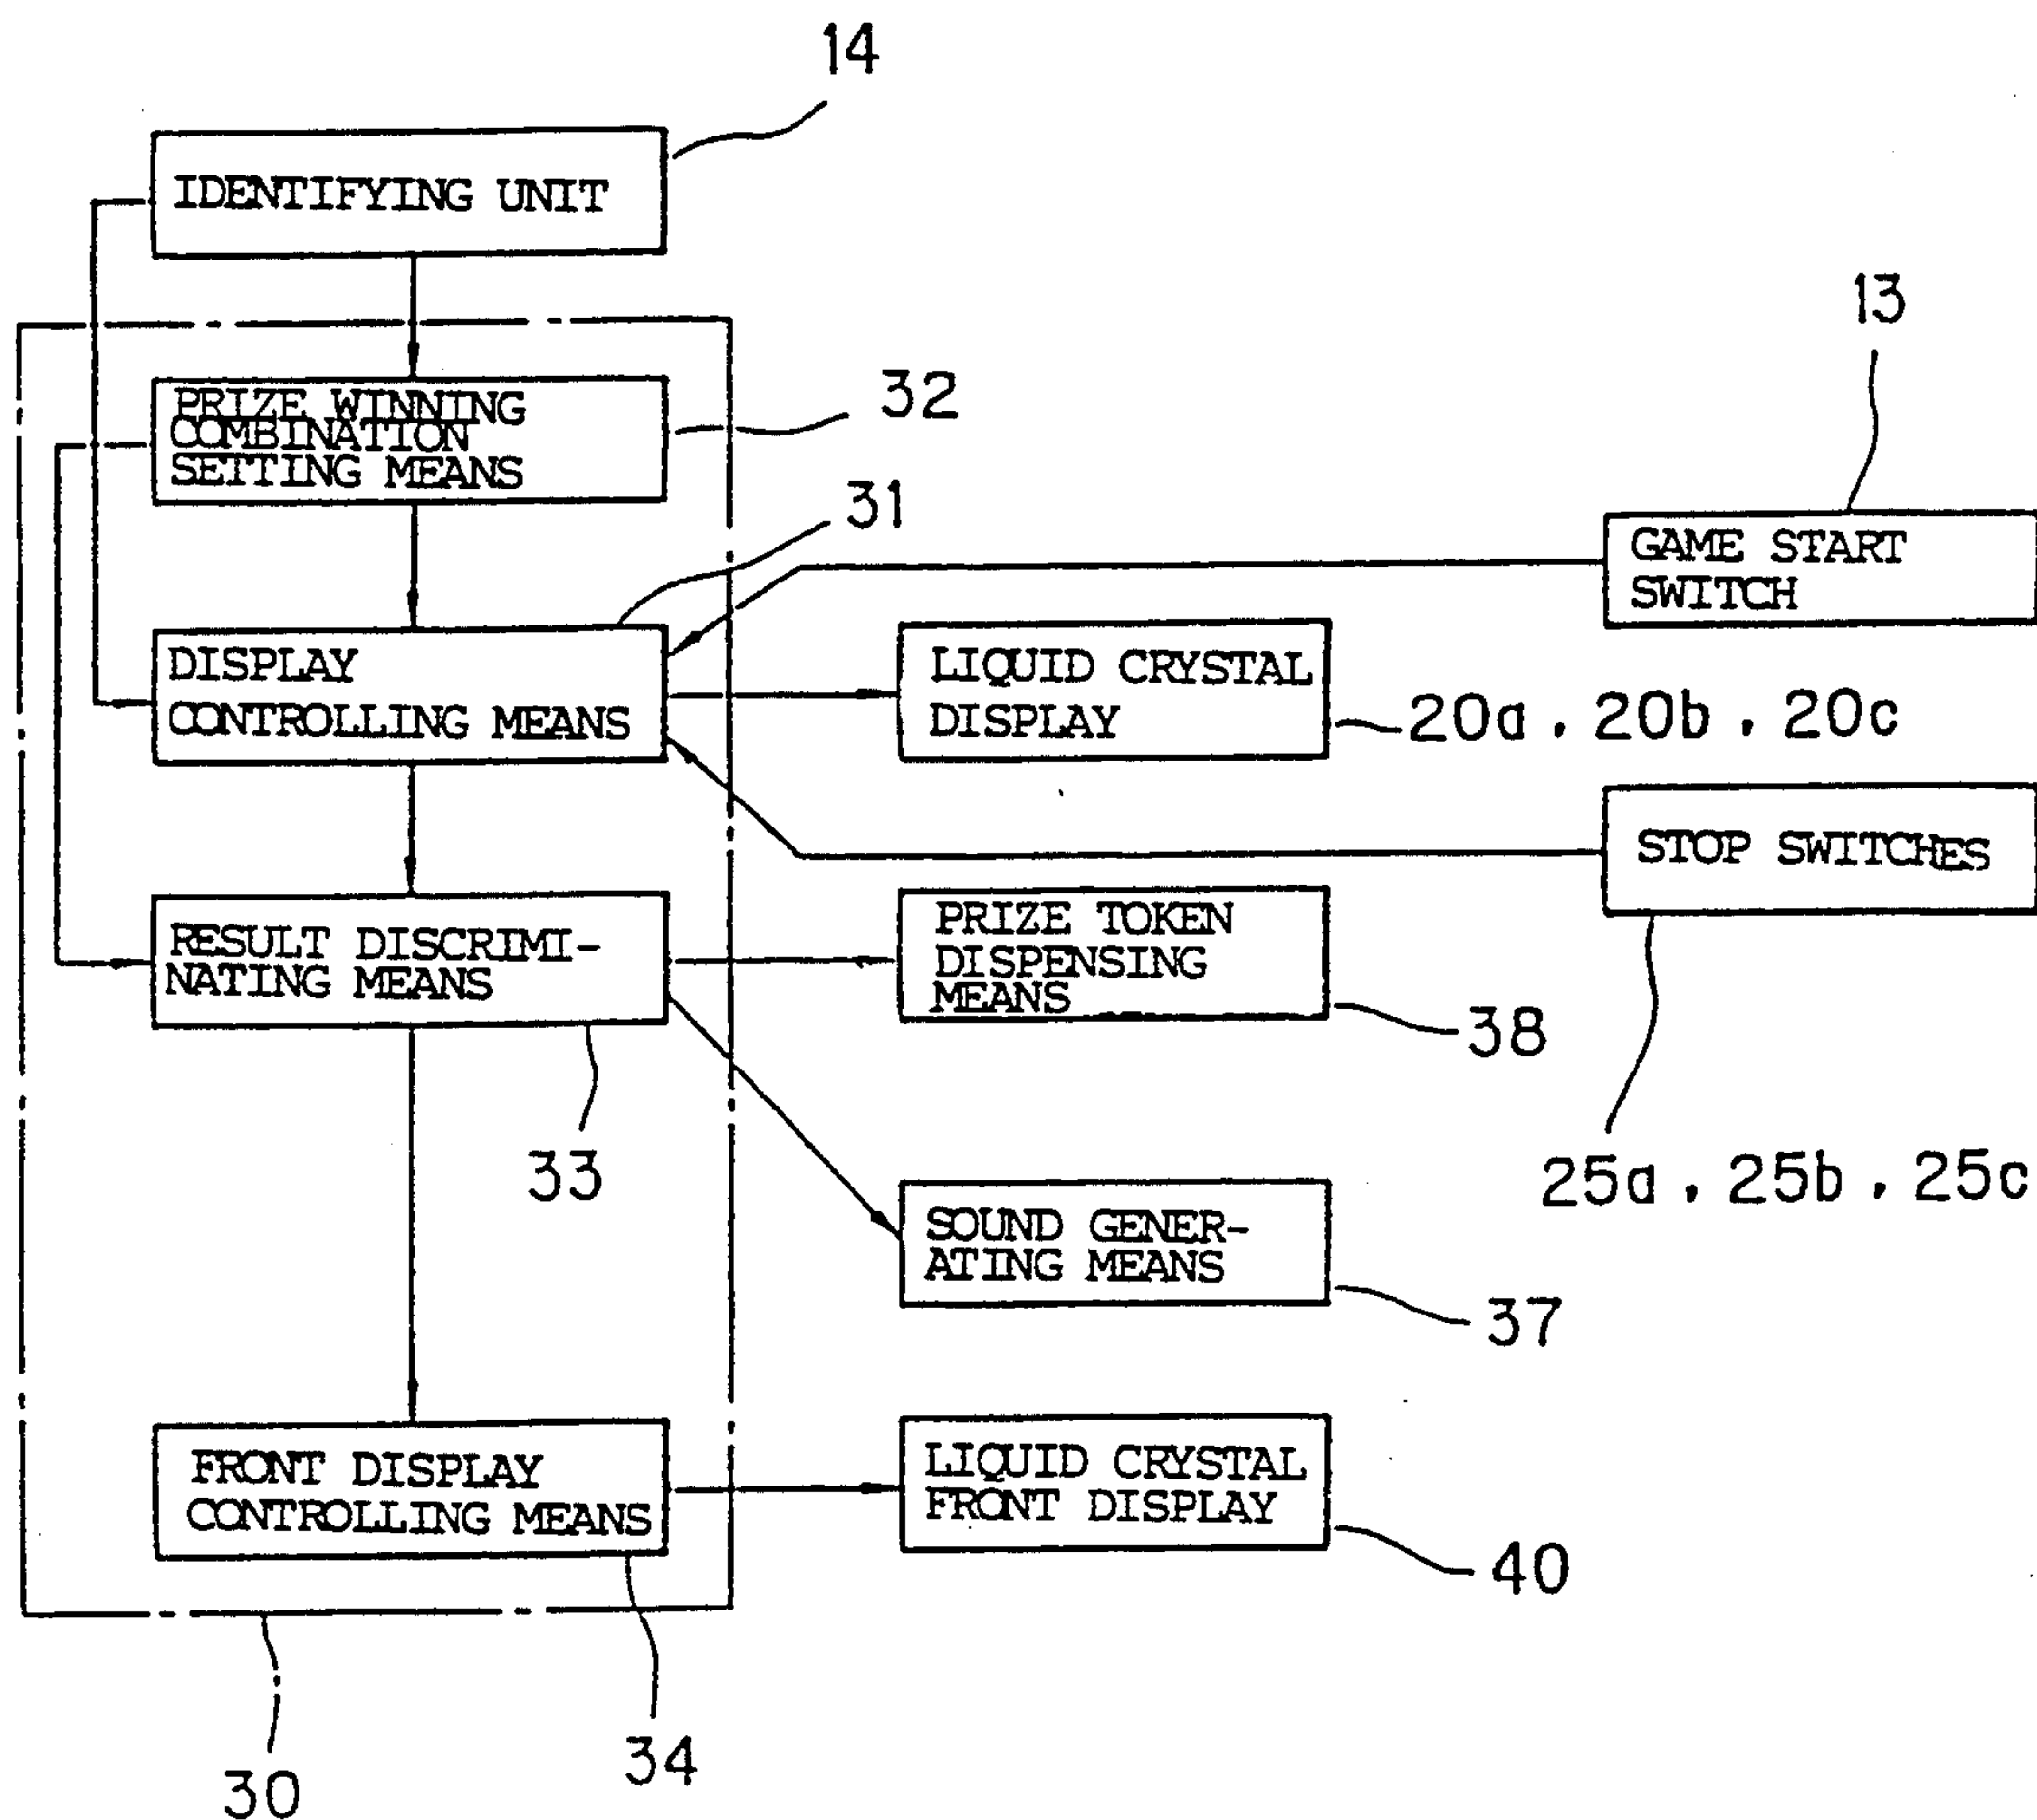 14
IDENTIFYING UNIT
13
PRIZE WINNING
COMBINATION
SETTING MEANS
32
31
GAME START
SWITCH
DISPLAY
CONTROLLING MEANS
LIQUID CRYSTAL
DISPLAY
20a , 20b , 20c
STOP SWITCHES
RESULT DISCRIMI-
NATING MEANS
PRIZE TOKEN
DISPENSING
MEANS
38
33
25a , 25b , 25c
SOUND GENER-
ATING MEANS
37
FRONT DISPLAY
CONTROLLING MEANS
LIQUID CRYSTAL
FRONT DISPLAY
40
34
30